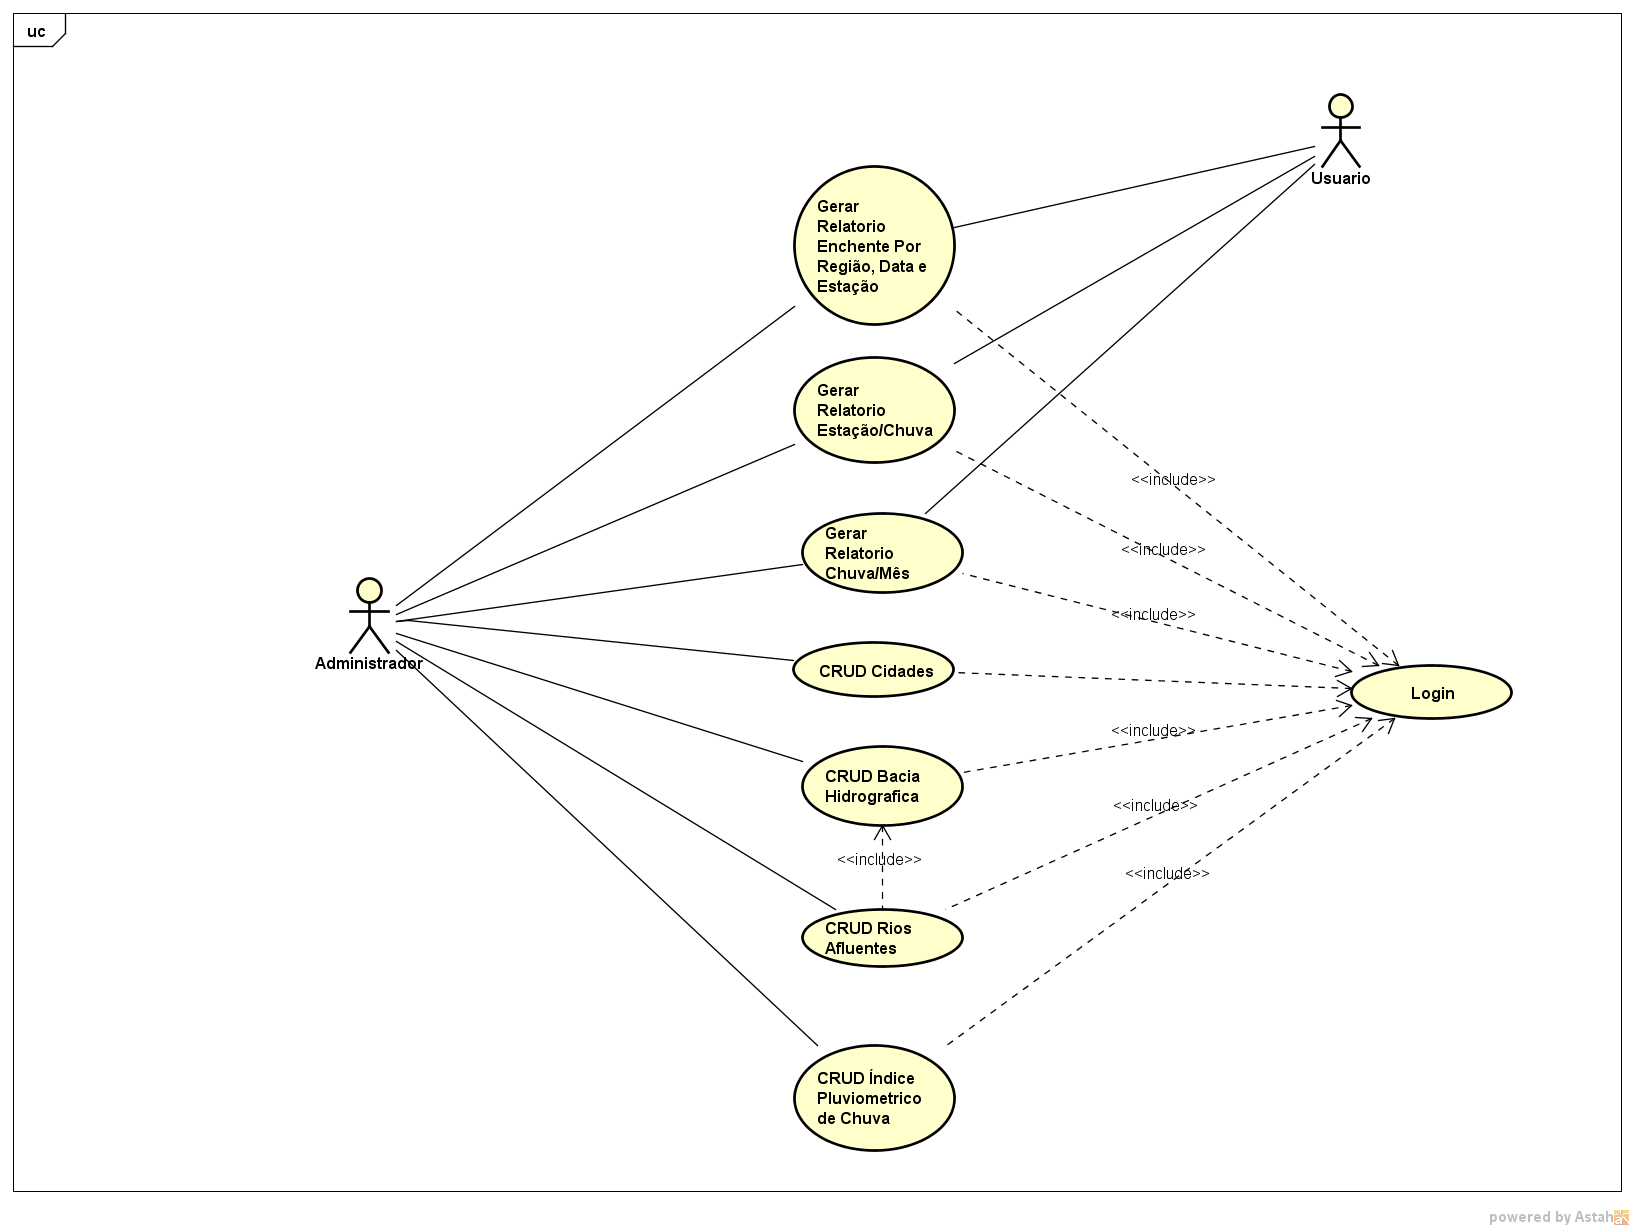 uc
Usuario
Gerar
Relatorio
Enchente Por
Região, Data e
Estação
Gerar
Relatorio
Estação/Chuva
<<include>>
Gerar
Relatorio
Chuva/Mês
<<include>>
<<include>>
Administrador
CRUD Cidades
Login
<<include>>
CRUD Bacia
Hidrografica
<<include>>
<<include>>
<<include>>
CRUD Rios
Afluentes
CRUD Índice
Pluviometrico
de Chuva
powered by Astah